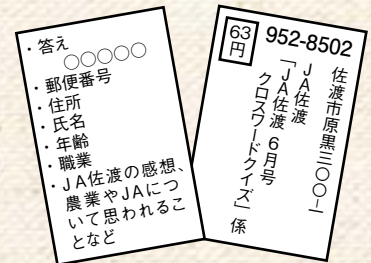 ・答え
○○○○○
・郵便番号
・住所
・氏名
・年齢
・職業
・JA佐渡の感想、
農業やJAにつ
いて思われるこ
となど
63
円
952-8502
佐渡市原黒三〇〇−一
JA佐渡
「JA佐渡 6月号
クロスワードクイズ」係